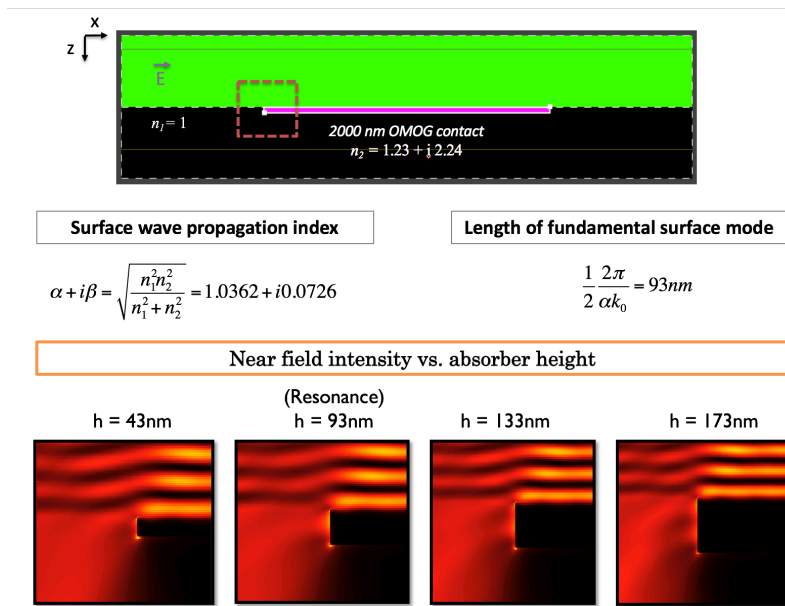 X
Z
E
n₁ = 1
2000 nm OMOG contact
n₂ = 1.23 + i 2.24
Surface wave propagation index
Length of fundamental surface mode
α + iβ = √(n₁²n₂² / (n₁² + n₂²)) = 1.0362 + i0.0726
1/2 2π/αk₀ = 93nm
Near field intensity vs. absorber height
(Resonance)
h = 43nm h = 93nm h = 133nm h = 173nm